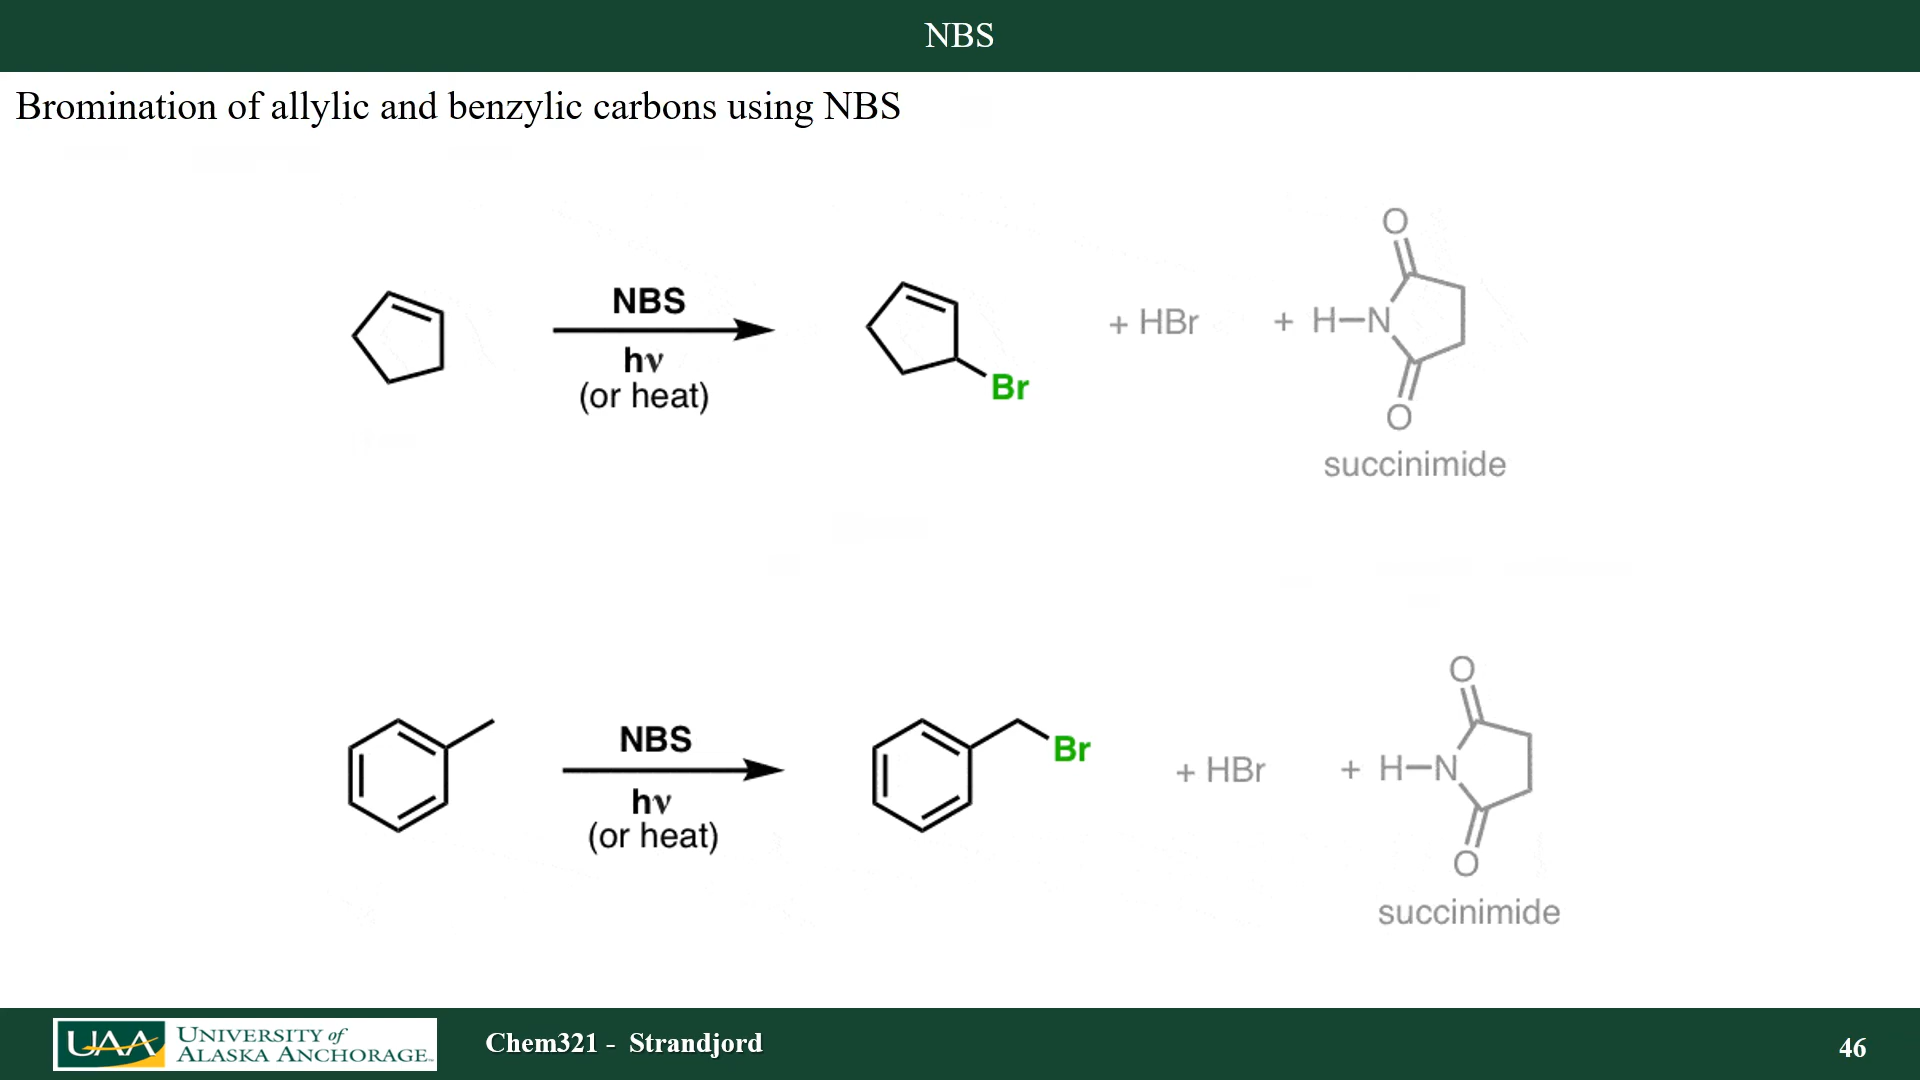 NBS
Bromination of allylic and benzylic carbons using NBS
NBS
hν
(or heat)
Br
+ HBr
+ H–N
O
O
succinimide
NBS
hν
(or heat)
Br
+ HBr
+ H–N
O
O
succinimide
UAA
UNIVERSITY of
ALASKA ANCHORAGE
Chem321 - Strandjord
46